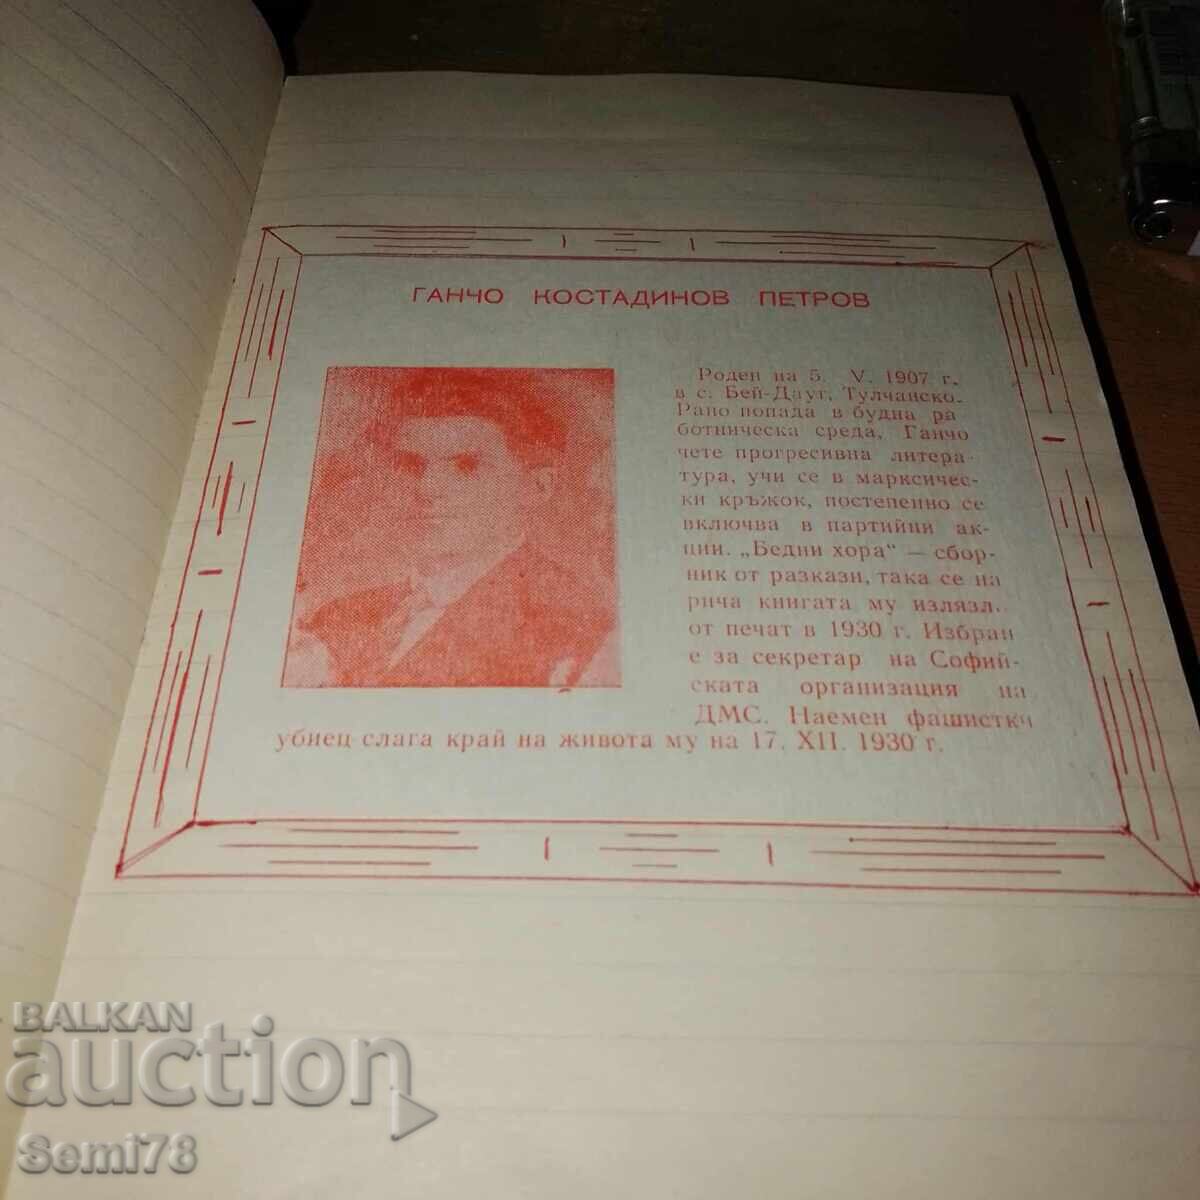 ГАНЧО КОСТАДИНОВ ПЕТРОВ
Роден на 5. V. 1907 г.
в с. Бей-Дауг, Тулчанско.
Рано попада в будна ра
ботническа среда, Ганчо
чете прогресивна литера-
тура, учи се в марксичес-
ки кръжок, постепенно се
включва в партийни ак-
ции. „Бедни хора“ — сбор-
ник от разкази, така се на
рича книгата му излязл.
от печат в 1930 г. Избран
е за секретар на Софий-
ската организация на
ДМС. Наемен фашистки
убиец слага край на живота му на 17. XII. 1930 г.
BALKAN
auction
Semi78